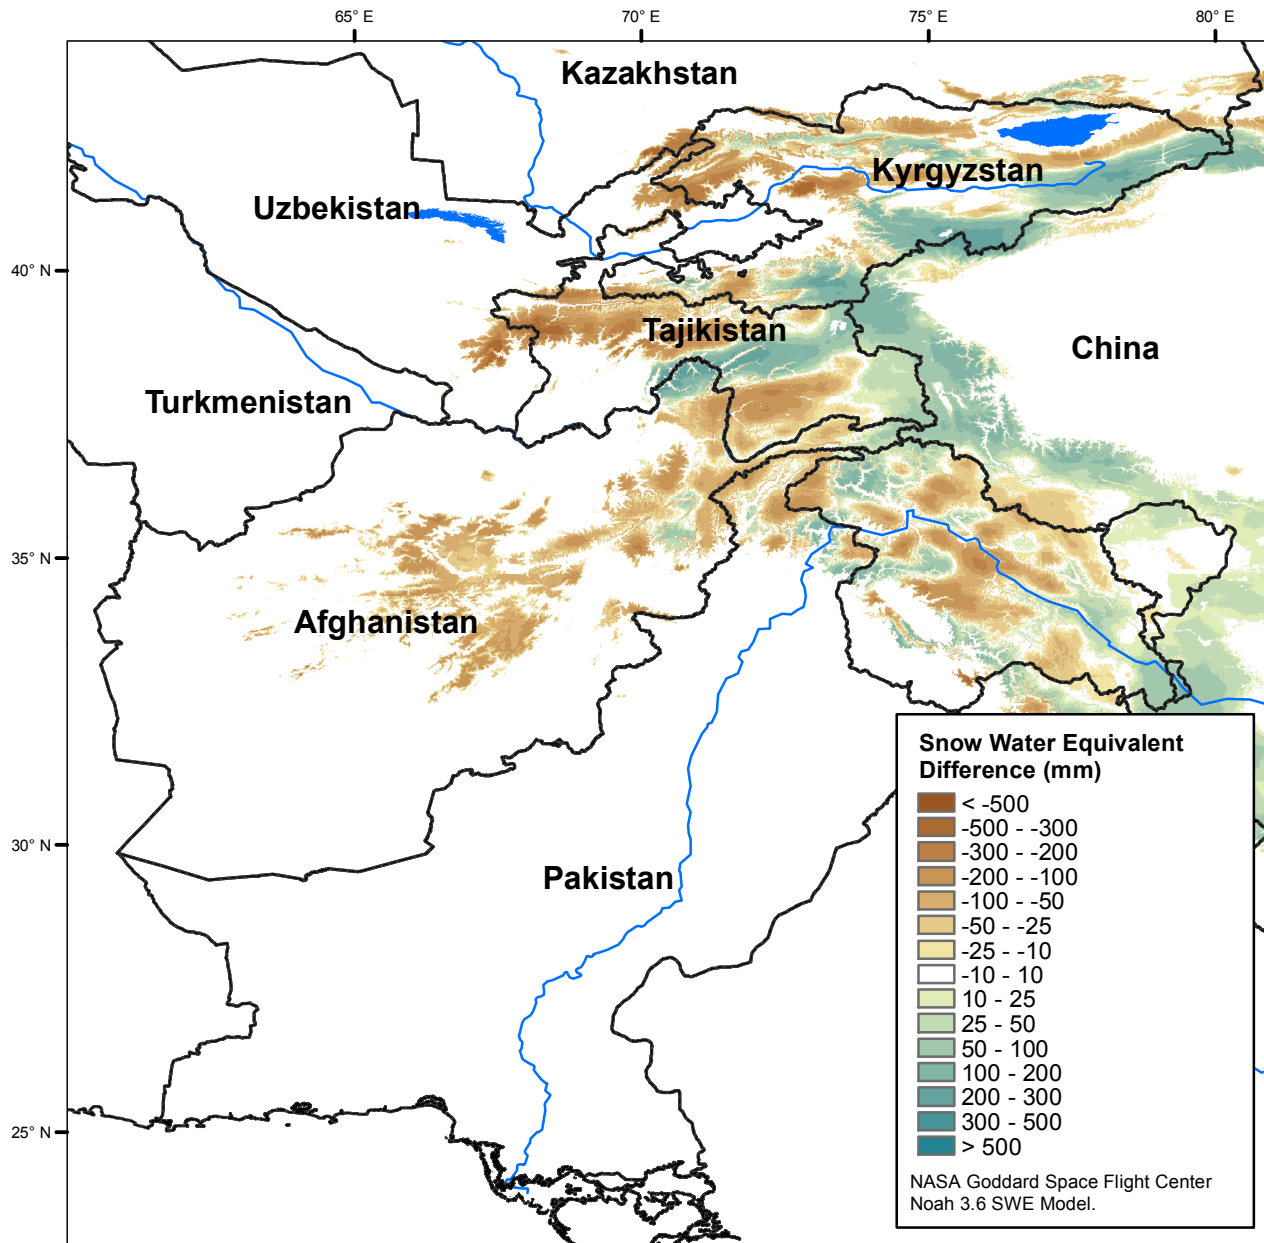 65° E
70° E
75° E
80° E
Kazakhstan
Kyrgyzstan
Uzbekistan
40° N
Tajikistan
China
Turkmenistan
35° N
Afghanistan
Snow Water Equivalent
Difference (mm)
< -500
-500 - -300
30° N
-300 - -200
Pakistan
-200 - -100
-100 - -50
-50 - -25
-25 - -10
-10 - 10
10 - 25
25 - 50
50 - 100
100 - 200
200 - 300
300 - 500
25° N
> 500
NASA Goddard Space Flight Center
Noah 3.6 SWE Model.